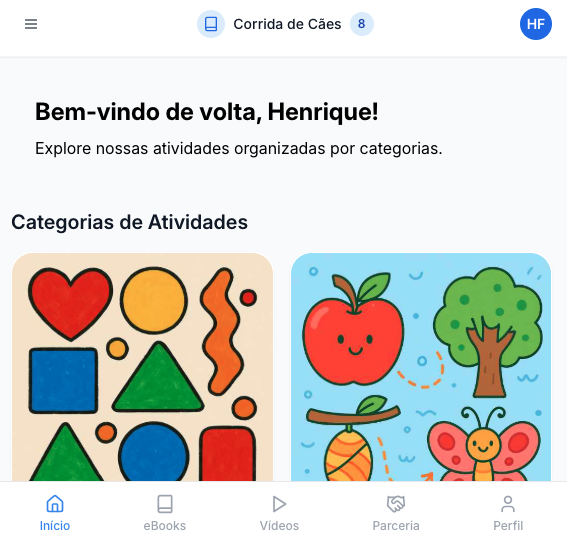 Corrida de Cães 8
HF
Bem-vindo de volta, Henrique!
Explore nossas atividades organizadas por categorias.
Categorias de Atividades
Início
eBooks
Vídeos
Parceria
Perfil